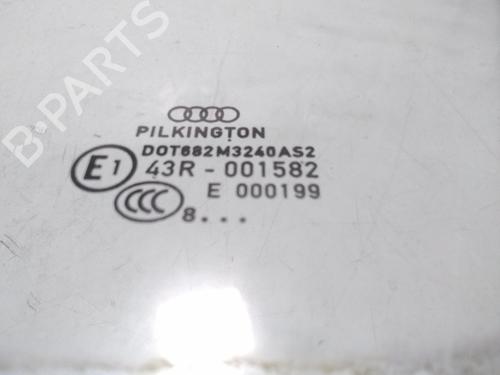 B-PARTS
PILKINGTON
DOT682M3240AS2
E1 43R - 001582
E 000199
CCC
8...